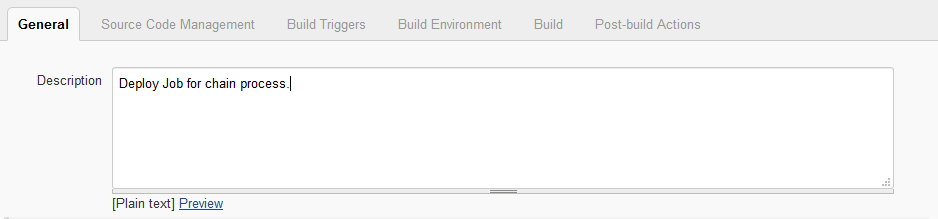 General Source Code Management Build Triggers Build Environment Build Post-build Actions
Description Deploy Job for chain process.
[Plain text] Preview